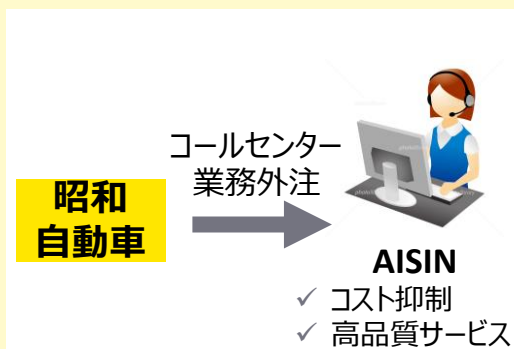 コールセンター
業務外注
昭和
自動車
AISIN
✓ コスト抑制
✓ 高品質サービス